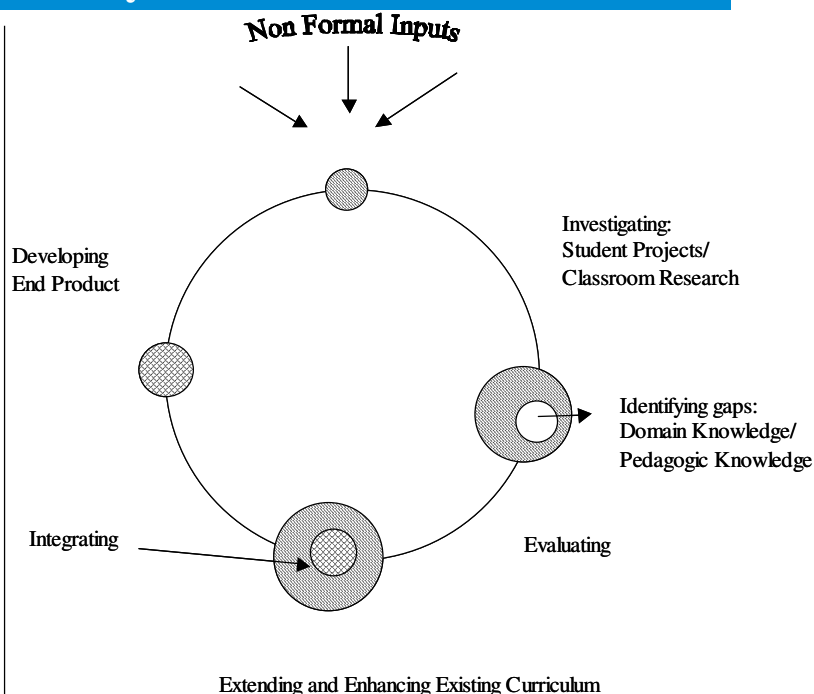 Non Formal Inputs
Investigating:
Student Projects/
Classroom Research
Developing
End Product
Identifying gaps:
Domain Knowledge/
Pedagogic Knowledge
Integrating
Evaluating
Extending and Enhancing Existing Curriculum